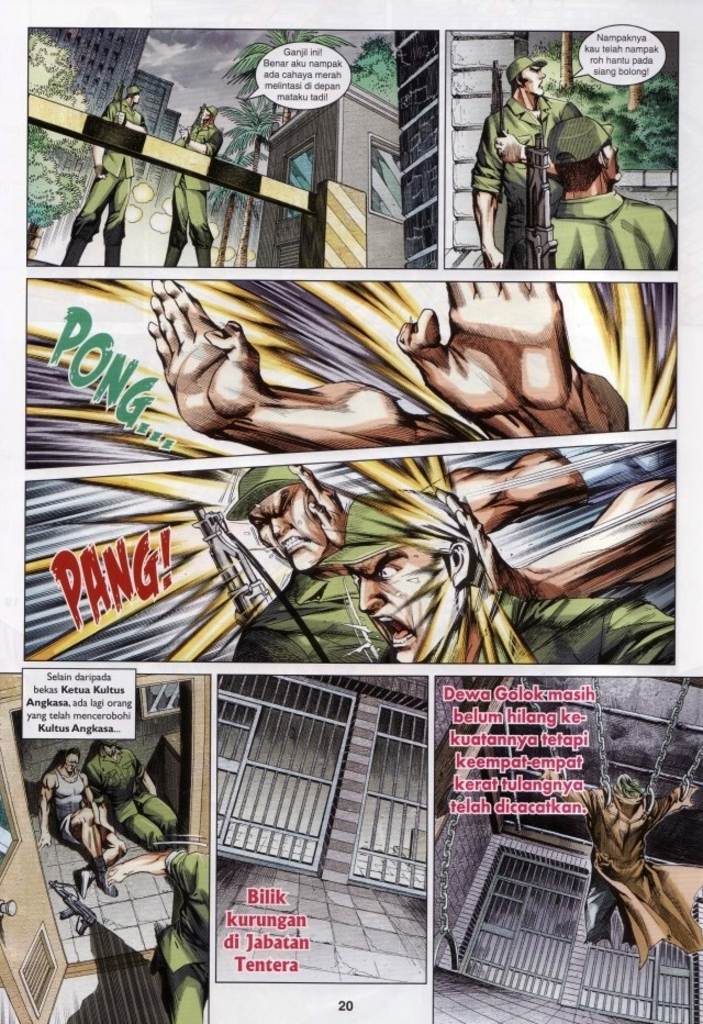 Ganjil ini!
Benar aku nampak
ada cahaya merah
melintasi di depan
mataku tadi!
Nampaknya
kau telah nampak
roh hantu pada
siang bolong!
PONG...
PANG!
Selain daripada
bekas Ketua Kultus
Angkasa, ada lagi orang
yang telah mencerobohi
Kultus Angkasa...
Bilik
kurungan
di Jabatan
Tentera
Dewa Golok masih
belum hilang ke-
kuatannya tetapi
keempat-empat
kerat tulangnya
telah dicacatkan.
20